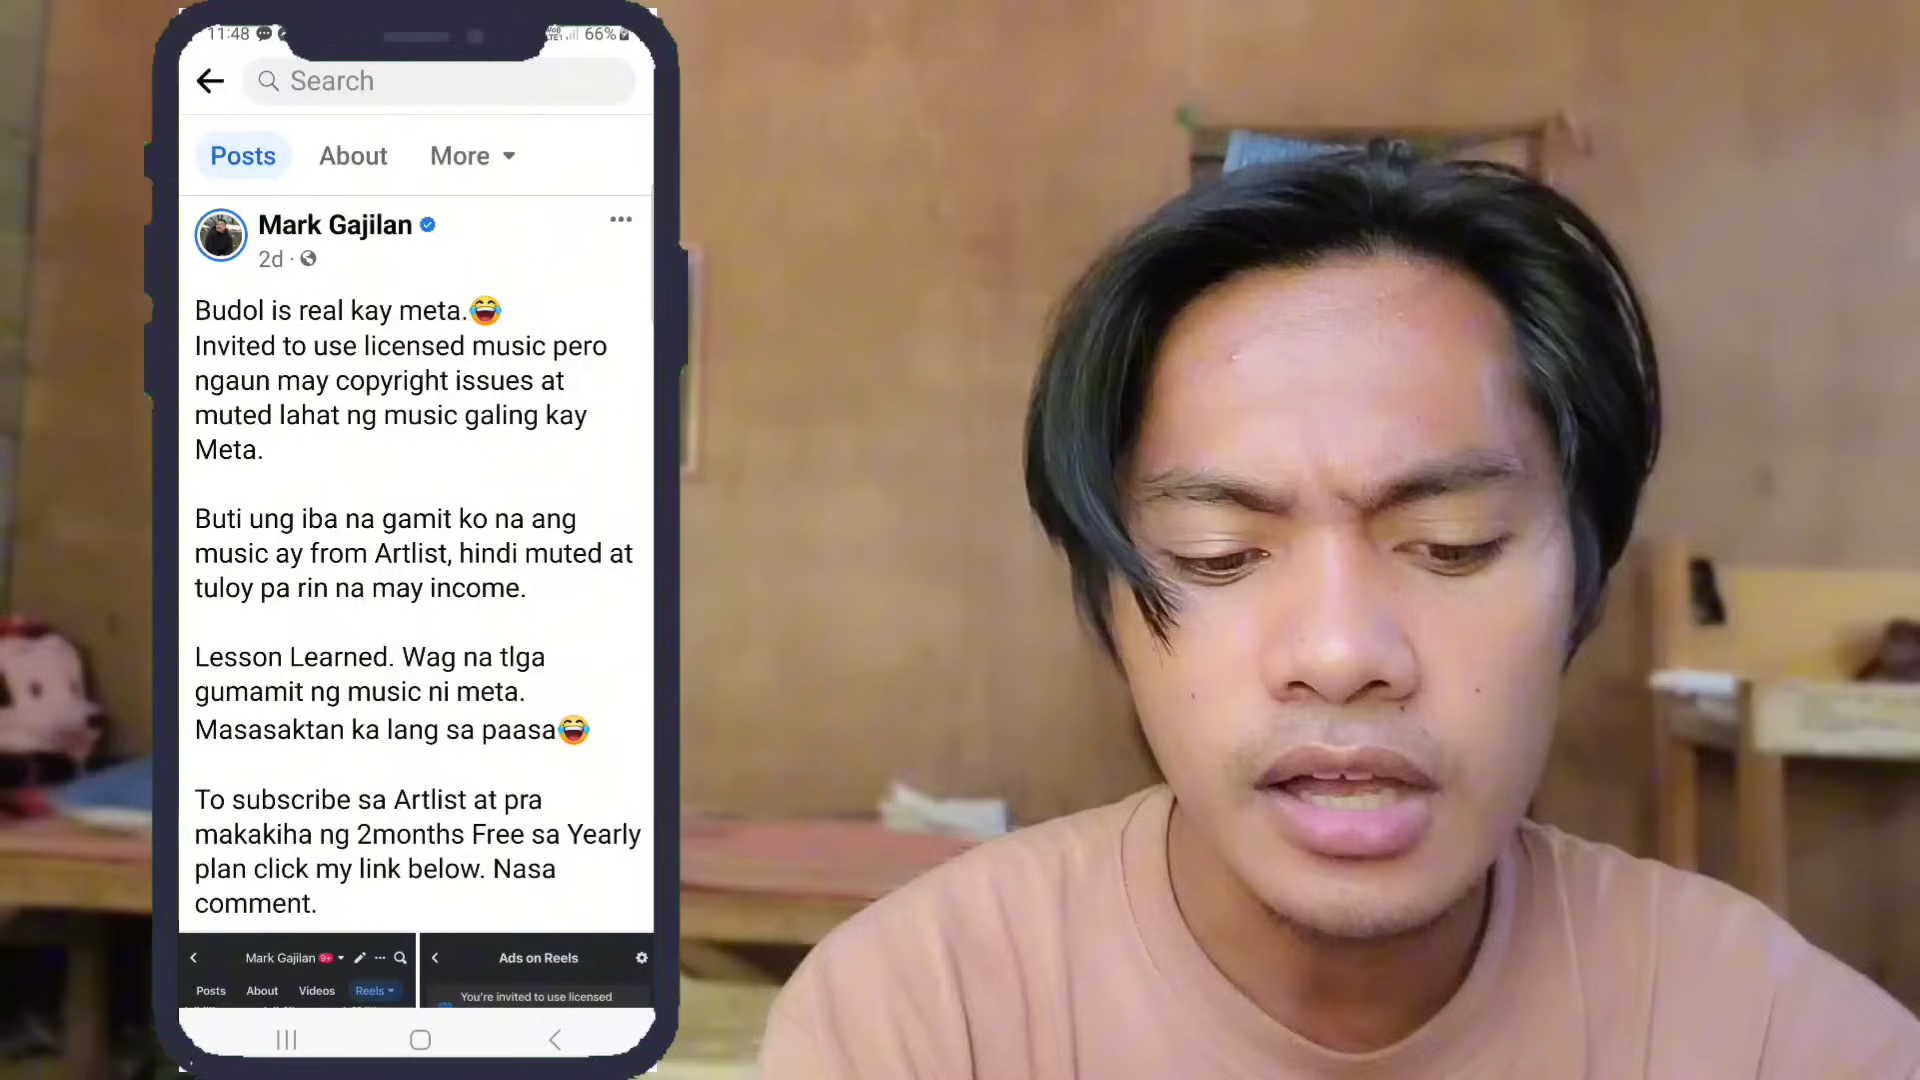 11:48
66%
Search
Posts About More
Mark Gajilan
2d
Budol is real kay meta.😂
Invited to use licensed music pero
ngaun may copyright issues at
muted lahat ng music galing kay
Meta.
Buti ung iba na gamit ko na ang
music ay from Artlist, hindi muted at
tuloy pa rin na may income.
Lesson Learned. Wag na tlga
gumamit ng music ni meta.
Masasaktan ka lang sa paasa😂
To subscribe sa Artlist at pra
makakiha ng 2months Free sa Yearly
plan click my link below. Nasa
comment.
Mark Gajilan 9+
Posts About Videos Reels
Ads on Reels
You're invited to use licensed